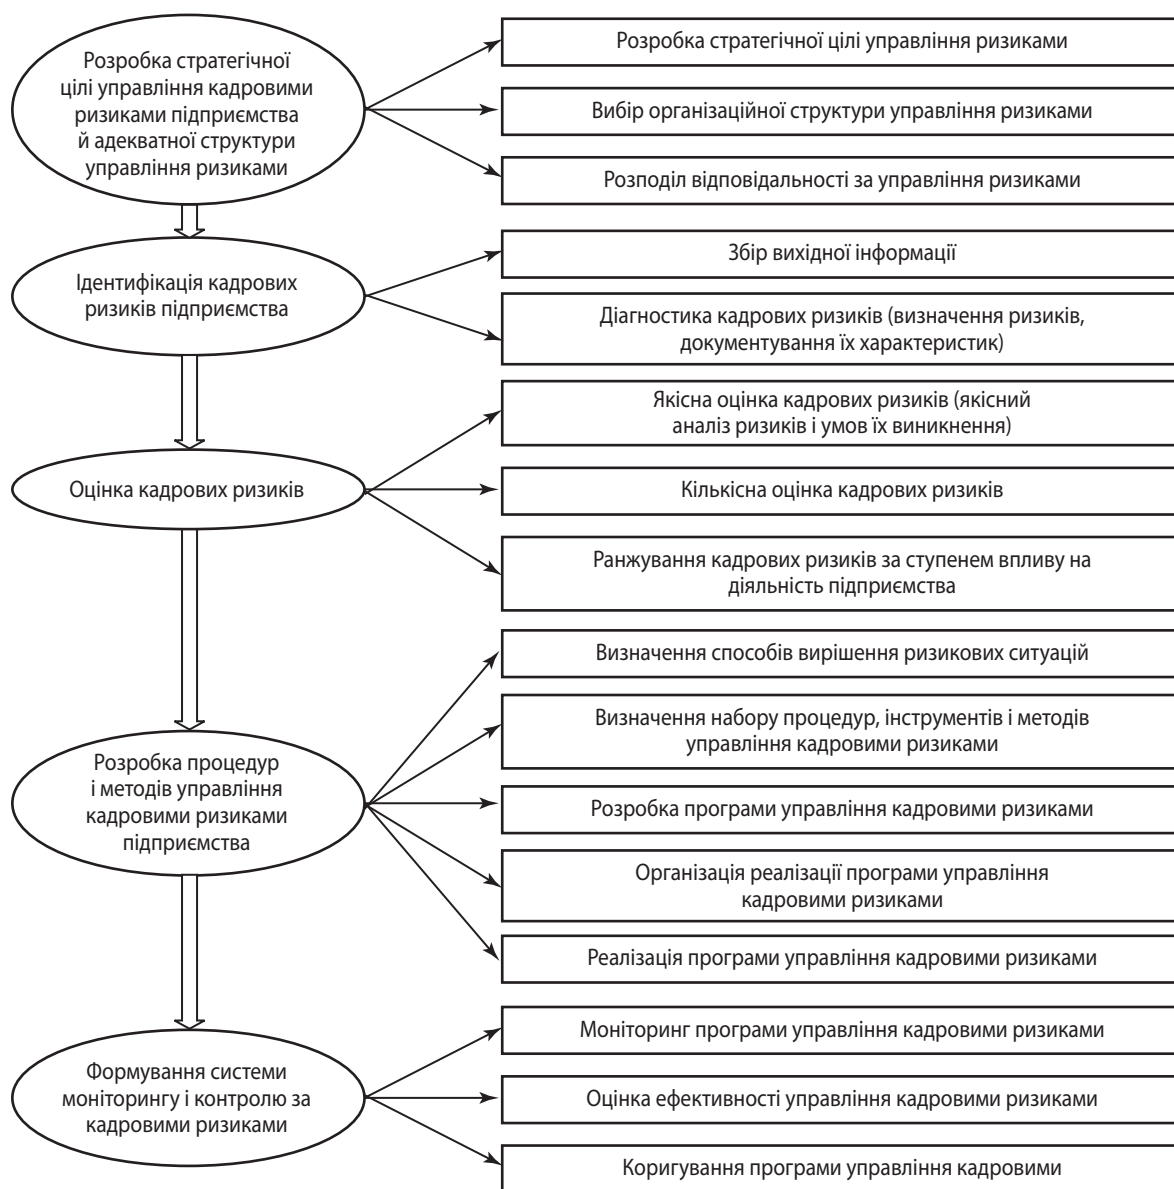 Розробка стратегічної
цілі управління кадровими
ризиками підприємства
й адекватної структури
управління ризиками
Розробка стратегічної цілі управління ризиками
Вибір організаційної структури управління ризиками
Розподіл відповідальності за управління ризиками
Ідентифікація кадрових
ризиків підприємства
Збір вихідної інформації
Діагностика кадрових ризиків (визначення ризиків,
документування їх характеристик)
Оцінка кадрових ризиків
Якісна оцінка кадрових ризиків (якісний
аналіз ризиків і умов їх виникнення)
Кількісна оцінка кадрових ризиків
Ранжування кадрових ризиків за ступенем впливу на
діяльність підприємства
Розробка процедур
і методів управління
кадровими ризиками
підприємства
Визначення способів вирішення ризикових ситуацій
Визначення набору процедур, інструментів і методів
управління кадровими ризиками
Розробка програми управління кадровими ризиками
Організація реалізації програми управління
кадровими ризиками
Реалізація програми управління кадровими ризиками
Формування системи
моніторингу і контролю за
кадровими ризиками
Моніторинг програми управління кадровими ризиками
Оцінка ефективності управління кадровими ризиками
Коригування програми управління кадровими